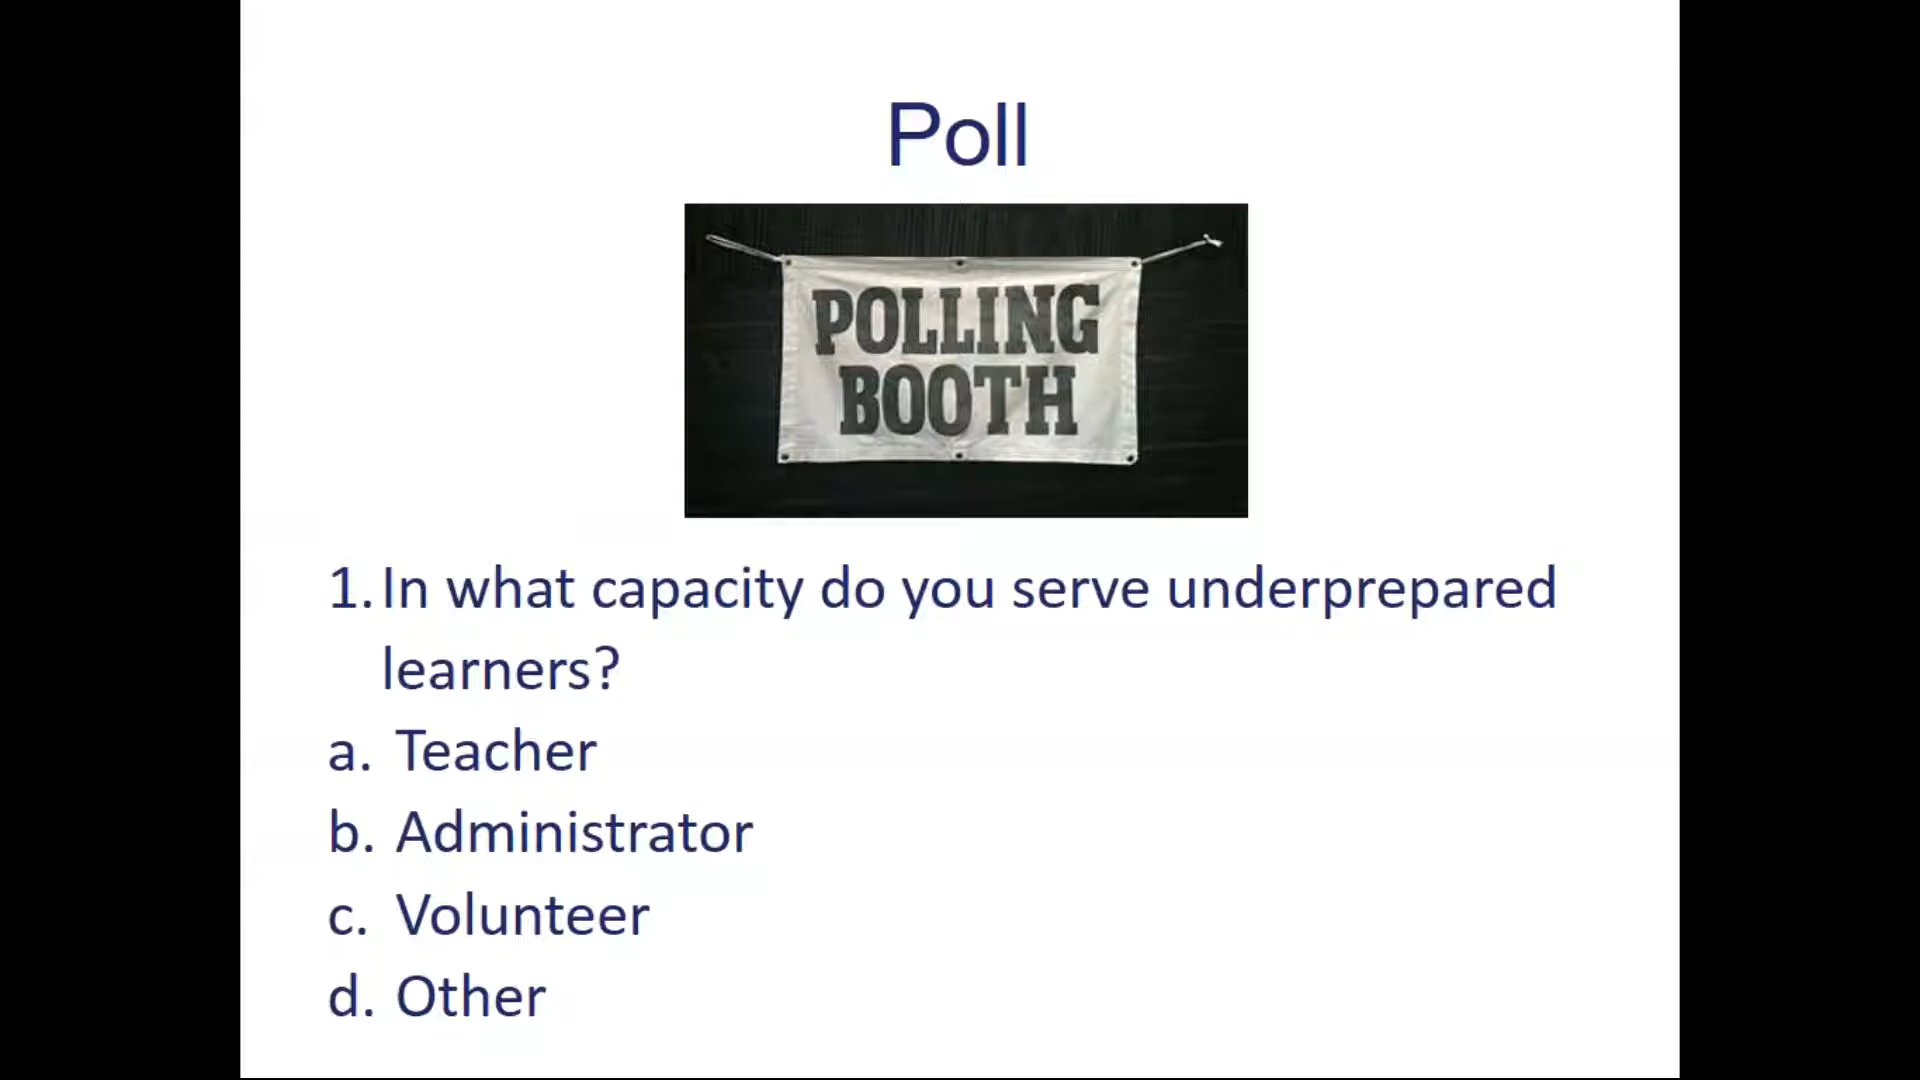 Poll
POLLING
BOOTH
1. In what capacity do you serve underprepared
learners?
a. Teacher
b. Administrator
c. Volunteer
d. Other